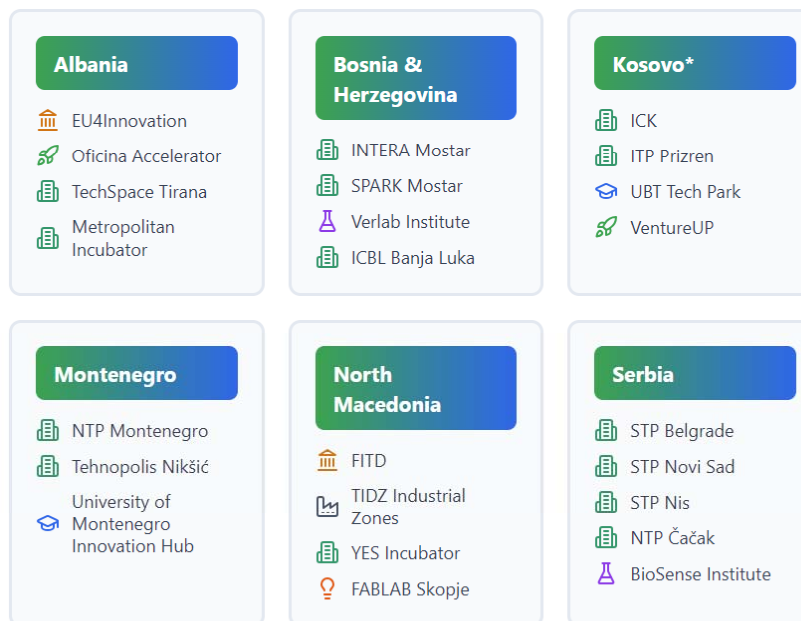 Albania
EU4Innovation
Oficina Accelerator
TechSpace Tirana
Metropolitan
Incubator
Bosnia &
Herzegovina
INTERA Mostar
SPARK Mostar
Verlab Institute
ICBL Banja Luka
Kosovo*
ICK
ITP Prizren
UBT Tech Park
VentureUP
Montenegro
NTP Montenegro
Tehnopolis Nikšić
University of
Montenegro
Innovation Hub
North
Macedonia
FITD
TIDZ Industrial
Zones
YES Incubator
FABLAB Skopje
Serbia
STP Belgrade
STP Novi Sad
STP Nis
NTP Čačak
BioSense Institute